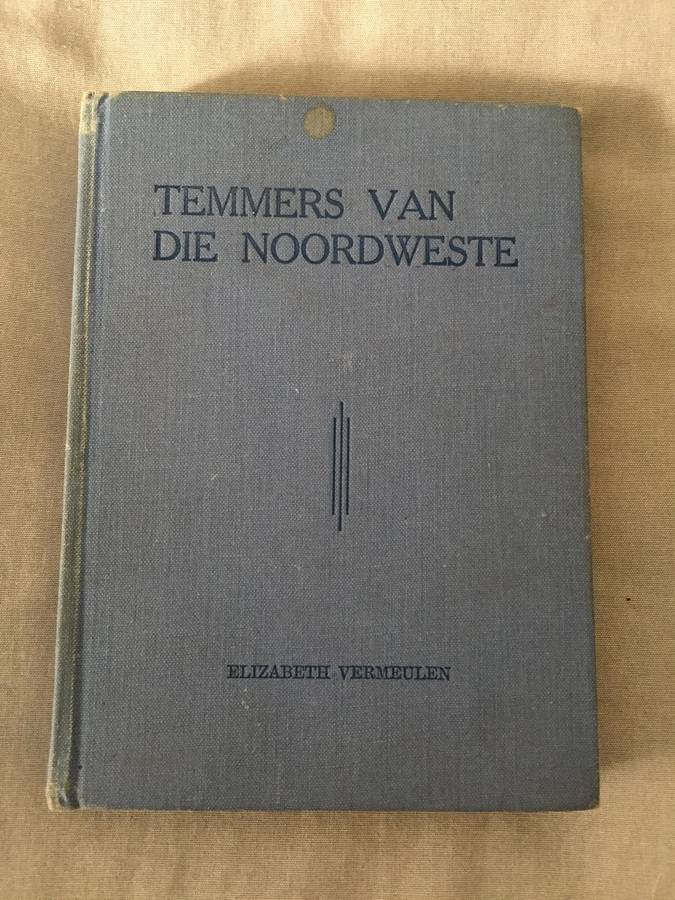 TEMMERS VAN
DIE NOORDWESTE
ELIZABETH VERMEULEN